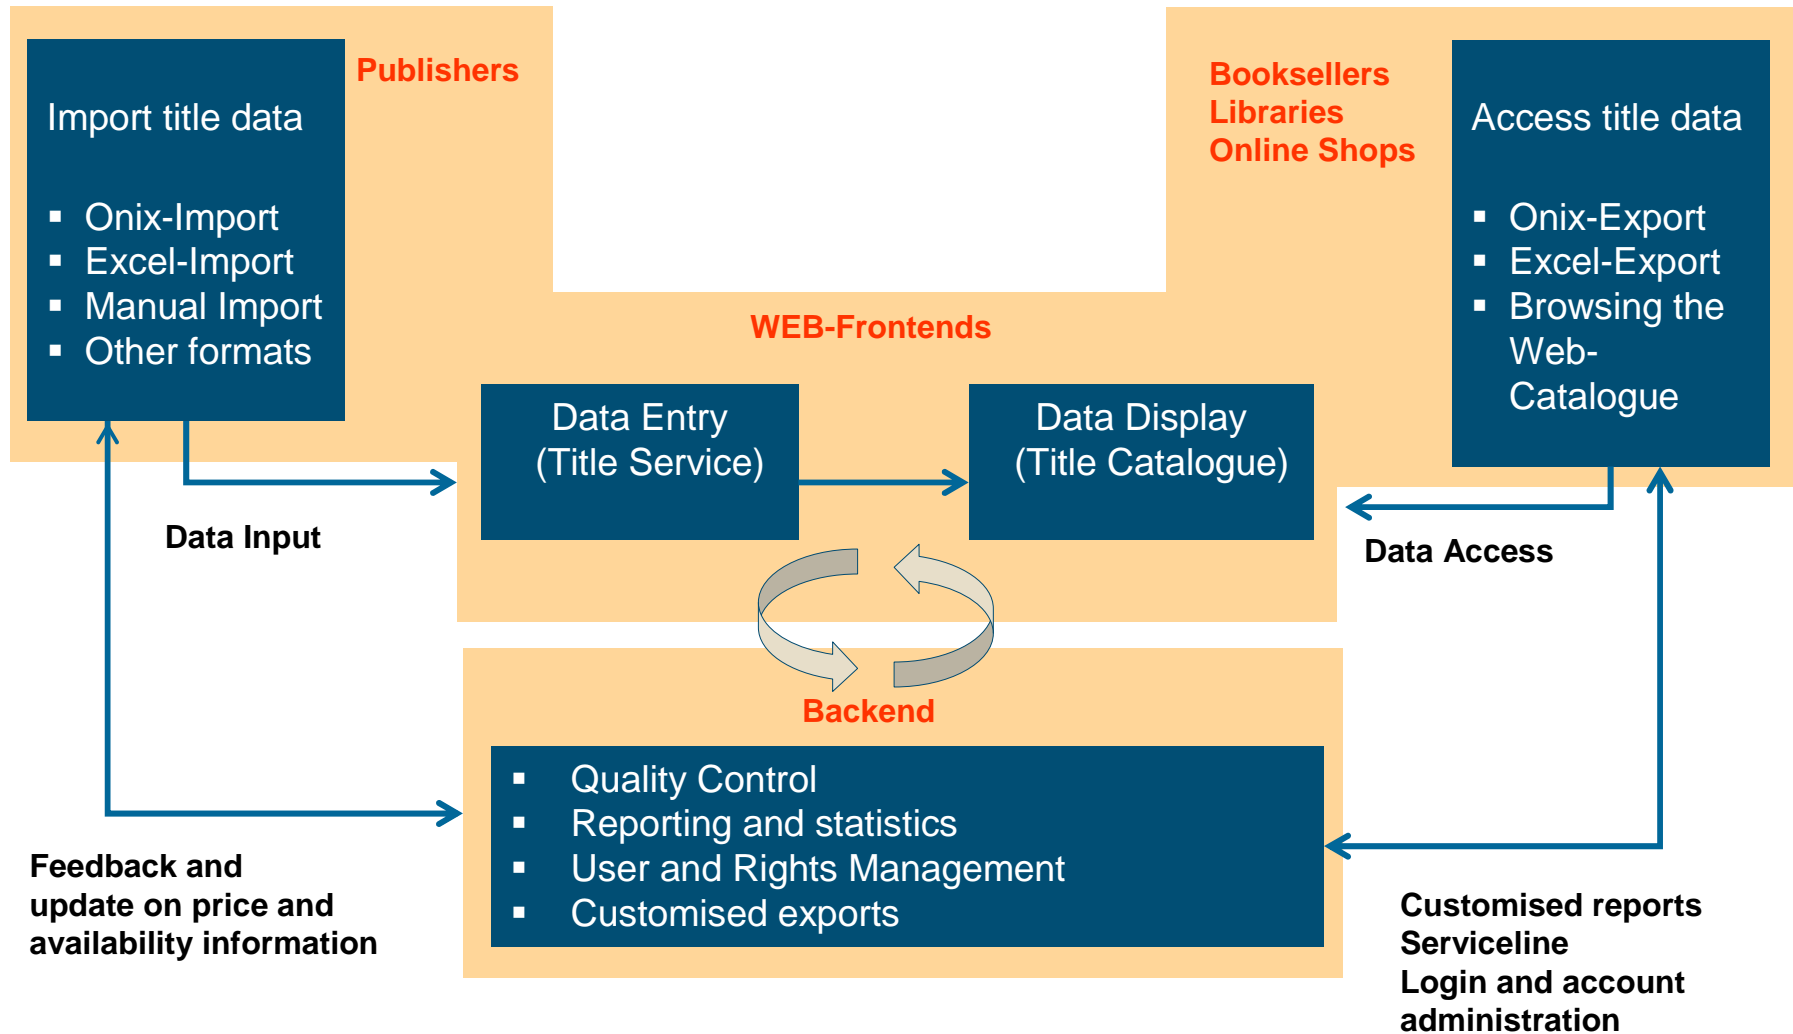 Publishers
Import title data
▪ Onix-Import
▪ Excel-Import
▪ Manual Import
▪ Other formats
Booksellers
Libraries
Online Shops
Access title data
▪ Onix-Export
▪ Excel-Export
▪ Browsing the
Web-
Catalogue
WEB-Frontends
Data Entry
(Title Service)
Data Display
(Title Catalogue)
Data Input
Data Access
Backend
▪ Quality Control
▪ Reporting and statistics
▪ User and Rights Management
▪ Customised exports
Feedback and
update on price and
availability information
Customised reports
Serviceline
Login and account
administration